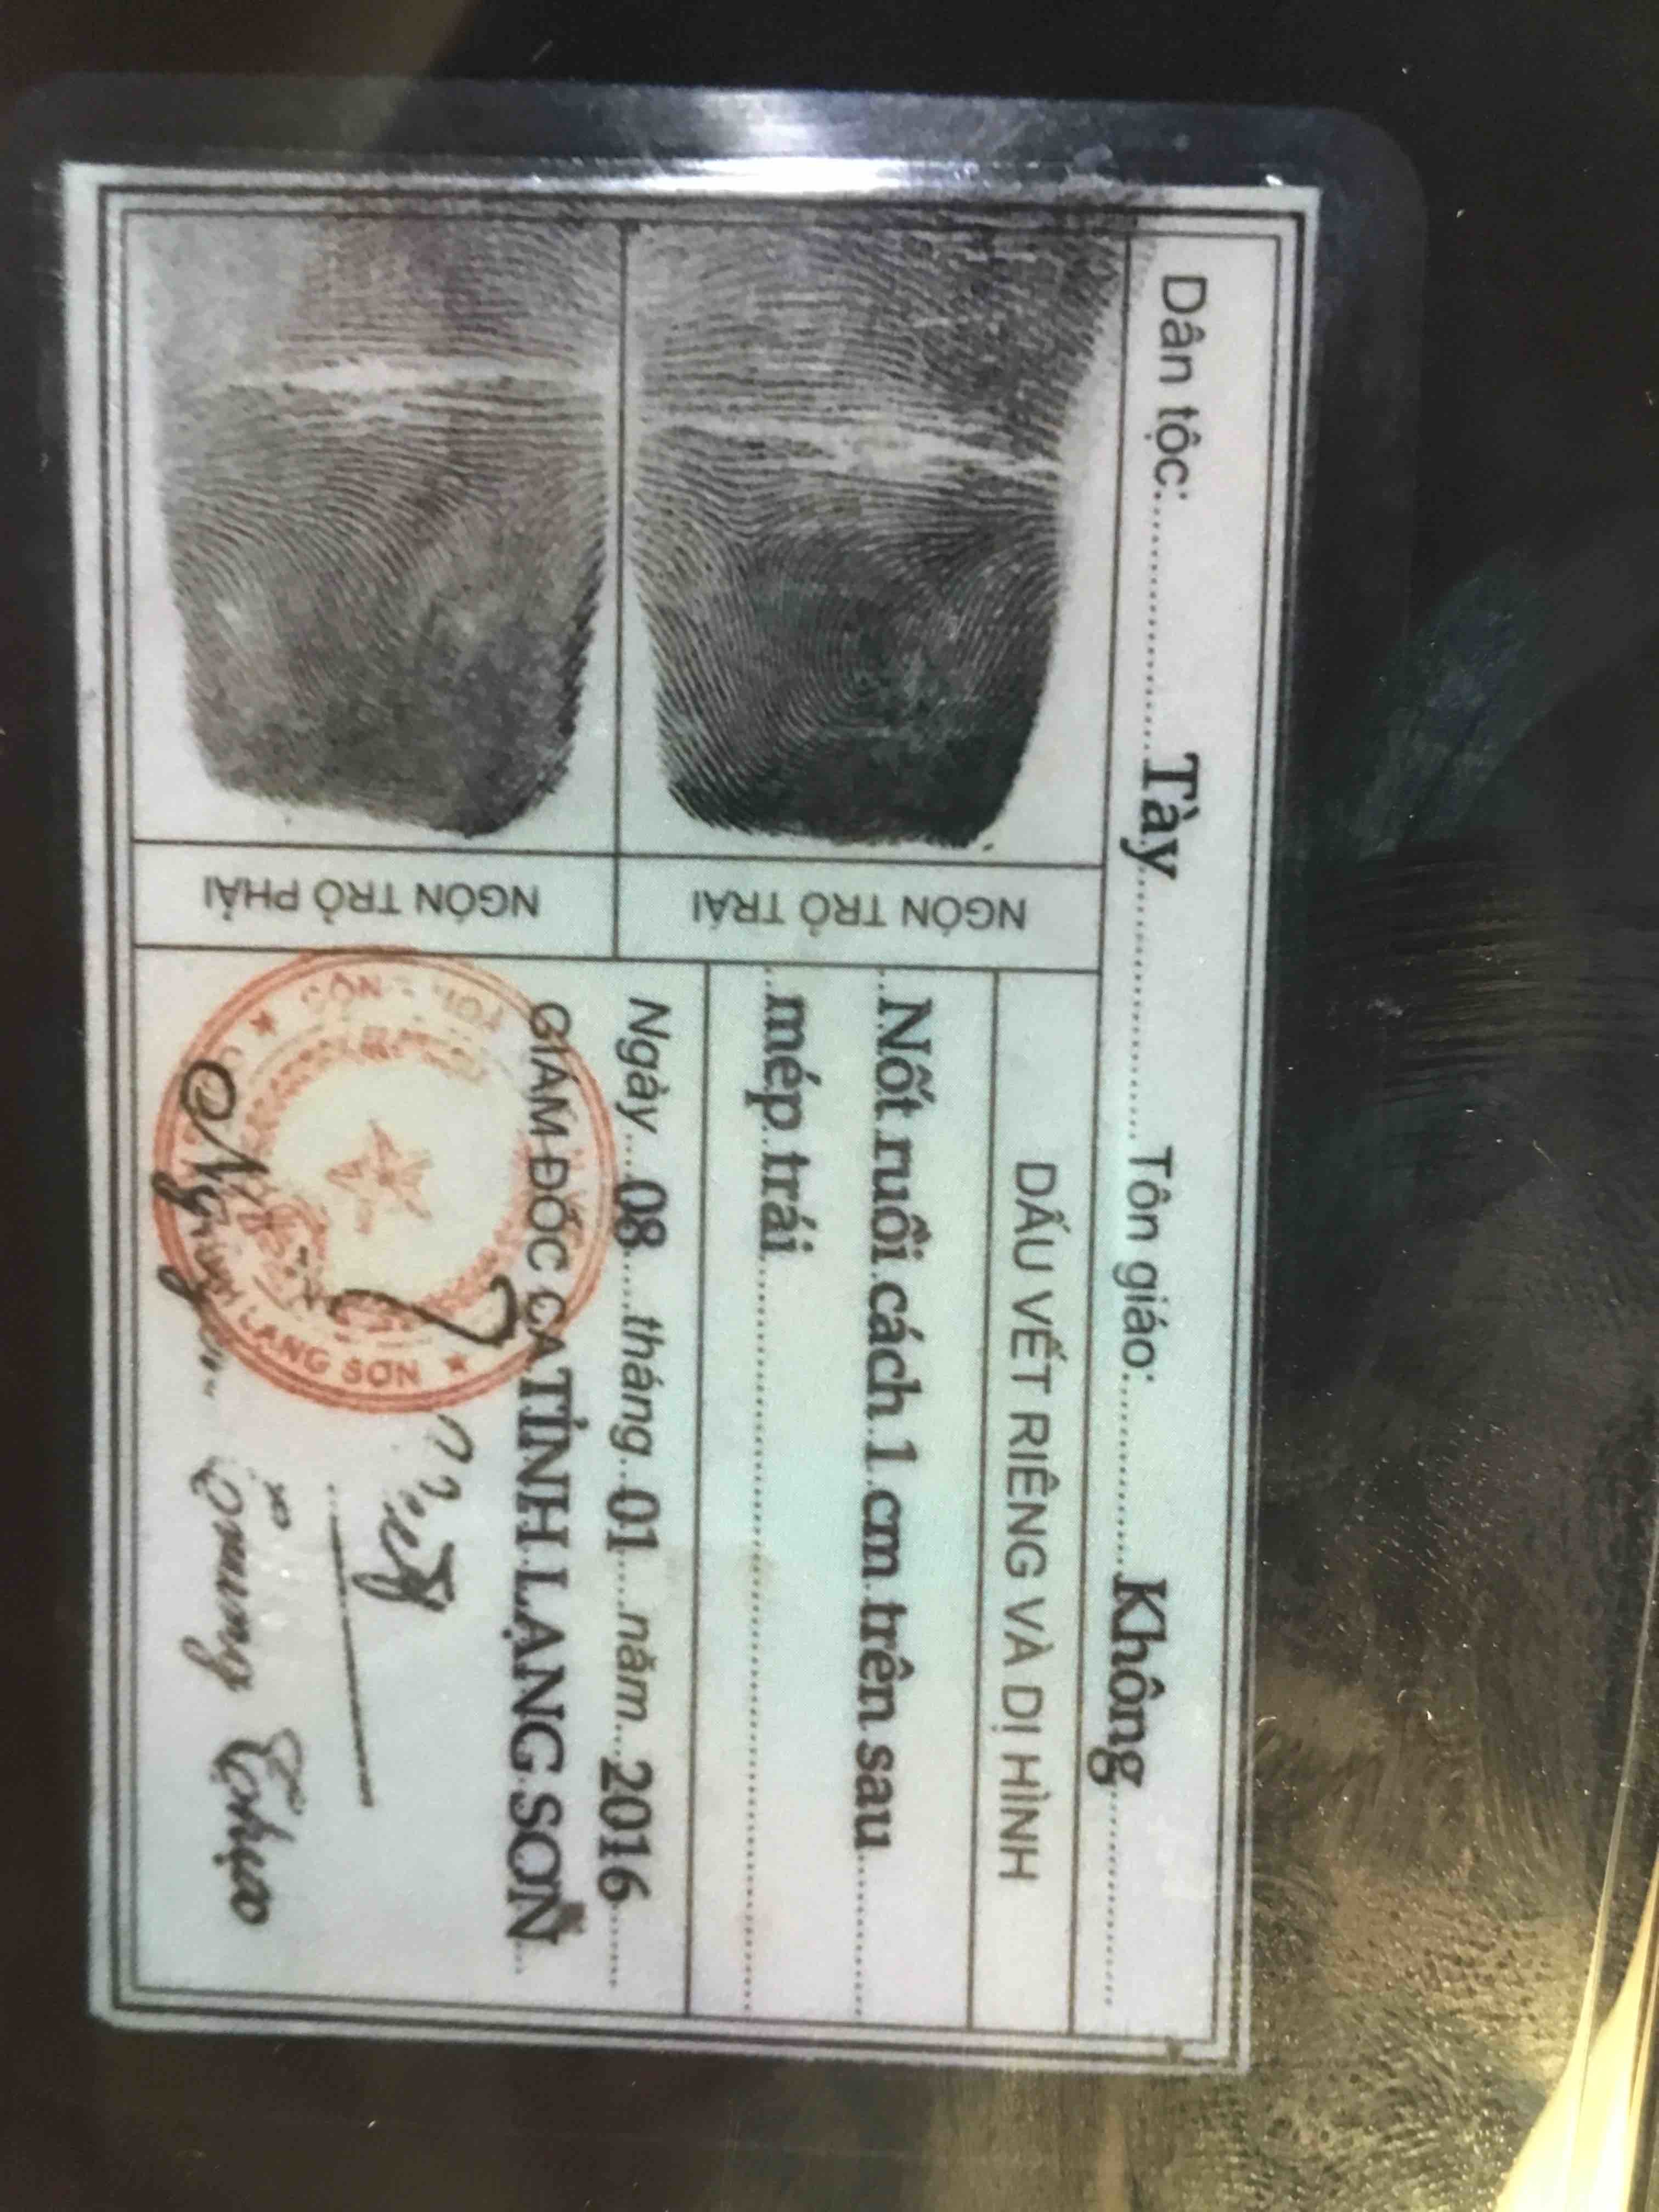 Dân tộc: Tày Tôn giáo: Không
NGÓN TRỎ TRÁI
NGÓN TRỎ PHẢI
DẤU VẾT RIÊNG VÀ DỊ HÌNH
Nốt ruồi cách 1 cm trên sau
mép trái
Ngày 08 tháng 01 năm 2016
GIÁM ĐỐC CA TỈNH LẠNG SƠN
LẠNG SƠN
Quang